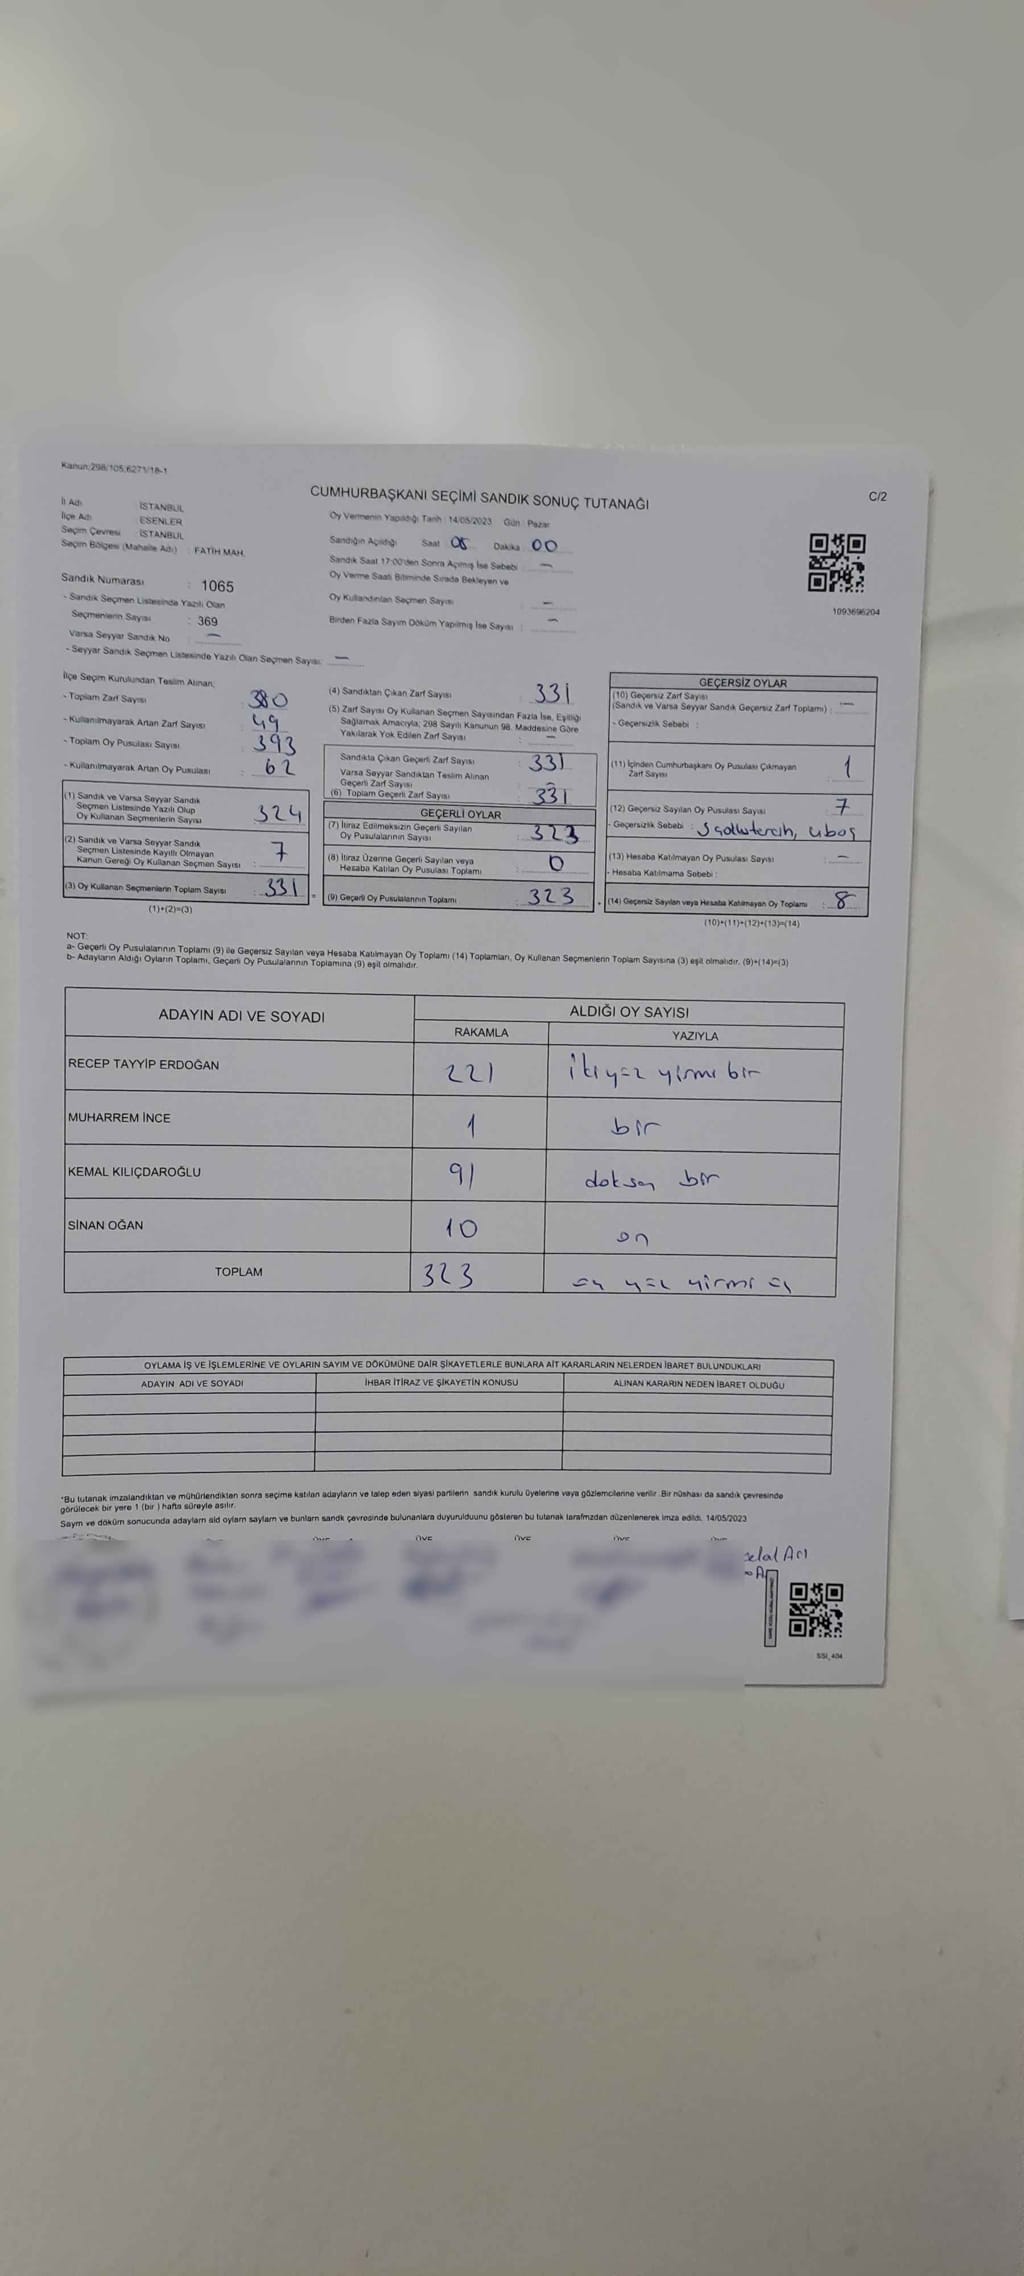 Kanun;298/105,6271/18-1
C/2
CUMHURBAŞKANI SEÇİMİ SANDIK SONUÇ TUTANAĞI
İl Adı : İSTANBUL
İlçe Adı : ESENLER
Seçim Çevresi : İSTANBUL
Seçim Bölgesi (Mahalle Adı) : FATİH MAH.
Oy Vermenin Yapıldığı Tarih : 14/05/2023 Gün : Pazar
Sandığın Açıldığı Saat 08 Dakika 00
Sandık Saat 17:00'den Sonra Açılmış İse Sebebi : —
Oy Verme Saati Bitiminde Sırada Bekleyen ve
Oy Kullandırılan Seçmen Sayısı : —
Birden Fazla Sayım Döküm Yapılmış İse Sayısı : —
1093696204
Sandık Numarası : 1065
- Sandık Seçmen Listesinde Yazılı Olan
Seçmenlerin Sayısı : 369
Varsa Seyyar Sandık No : —
- Seyyar Sandık Seçmen Listesinde Yazılı Olan Seçmen Sayısı: —
İlçe Seçim Kurulundan Teslim Alınan;
- Toplam Zarf Sayısı : 380
- Kullanılmayarak Artan Zarf Sayısı : 49
- Toplam Oy Pusulası Sayısı : 393
- Kullanılmayarak Artan Oy Pusulası : 62
(1) Sandık ve Varsa Seyyar Sandık
Seçmen Listesinde Yazılı Olup
Oy Kullanan Seçmenlerin Sayısı : 324
(2) Sandık ve Varsa Seyyar Sandık
Seçmen Listesinde Kayıtlı Olmayan
Kanun Gereği Oy Kullanan Seçmen Sayısı : 7
(3) Oy Kullanan Seçmenlerin Toplam Sayısı : 331
(1)+(2)=(3)
(4) Sandıktan Çıkan Zarf Sayısı : 331
(5) Zarf Sayısı Oy Kullanan Seçmen Sayısından Fazla İse, Eşitliği
Sağlamak Amacıyla, 298 Sayılı Kanunun 98. Maddesine Göre
Yakılarak Yok Edilen Zarf Sayısı : —
Sandıkta Çıkan Geçerli Zarf Sayısı : 331
Varsa Seyyar Sandıktan Teslim Alınan
Geçerli Zarf Sayısı : —
(6) Toplam Geçerli Zarf Sayısı : 331
GEÇERLİ OYLAR
(7) İtiraz Edilmeksizin Geçerli Sayılan
Oy Pusulalarının Sayısı : 323
(8) İtiraz Üzerine Geçerli Sayılan veya
Hesaba Katılan Oy Pusulası Toplamı : 0
= (9) Geçerli Oy Pusulalarının Toplamı : 323
GEÇERSİZ OYLAR
(10) Geçersiz Zarf Sayısı
(Sandık ve Varsa Seyyar Sandık Geçersiz Zarf Toplamı) : —
- Geçersizlik Sebebi :
(11) İçinden Cumhurbaşkanı Oy Pusulası Çıkmayan
Zarf Sayısı : 1
(12) Geçersiz Sayılan Oy Pusulası Sayısı : 7
- Geçersizlik Sebebi :
(13) Hesaba Katılmayan Oy Pusulası Sayısı : —
- Hesaba Katılmama Sebebi :
+ (14) Geçersiz Sayılan veya Hesaba Katılmayan Oy Toplamı : 8
(10)+(11)+(12)+(13)=(14)
NOT:
a- Geçerli Oy Pusulalarının Toplamı (9) ile Geçersiz Sayılan veya Hesaba Katılmayan Oy Toplamı (14) Toplamları, Oy Kullanan Seçmenlerin Toplam Sayısına (3) eşit olmalıdır. (9)+(14)=(3)
b- Adayların Aldığı Oyların Toplamı, Geçerli Oy Pusulalarının Toplamına (9) eşit olmalıdır.
ADAYIN ADI VE SOYADI
ALDIĞI OY SAYISI
RAKAMLA YAZIYLA
RECEP TAYYİP ERDOĞAN 221 ikiyüz yirmi bir
MUHARREM İNCE 1 bir
KEMAL KILIÇDAROĞLU 91 doksan bir
SİNAN OĞAN 10 on
TOPLAM 323 üç yüz yirmi üç
OYLAMA İŞ VE İŞLEMLERİNE VE OYLARIN SAYIM VE DÖKÜMÜNE DAİR ŞİKAYETLERLE BUNLARA AİT KARARLARIN NELERDEN İBARET BULUNDUKLARI
ADAYIN ADI VE SOYADI İHBAR İTİRAZ VE ŞİKAYETİN KONUSU ALINAN KARARIN NEDEN İBARET OLDUĞU
*Bu tutanak imzalandıktan ve mühürlendikten sonra seçime katılan adayların ve talep eden siyasi partilerin sandık kurulu üyelerine veya gözlemcilerine verilir. Bir nüshası da sandık çevresinde
görülecek bir yere 1 (bir) hafta süreyle asılır.
Sayım ve döküm sonucunda adayların ald oyların sayların ve bunların sandk çevresinde bulunanlara duyurulduunu gösteren bu tutanak tarafmzdan düzenlenerek imza edildi. 14/05/2023
SSI_404